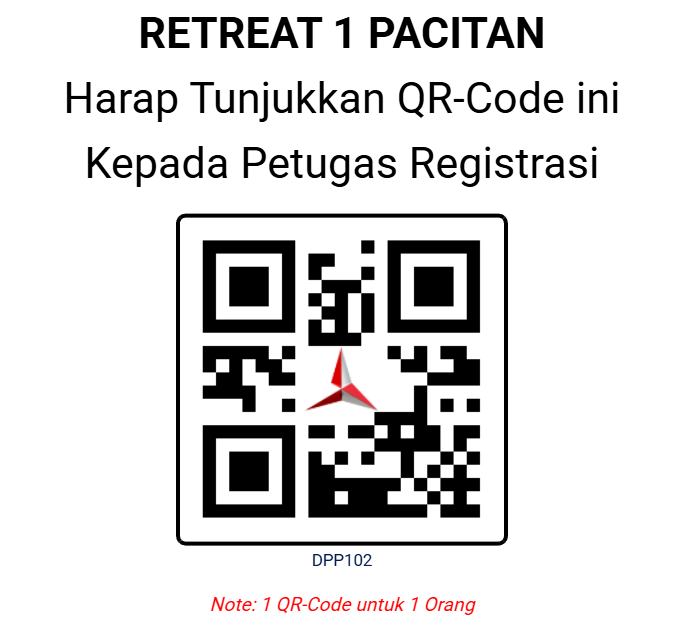 RETREAT 1 PACITAN
Harap Tunjukkan QR-Code ini
Kepada Petugas Registrasi
DPP102
Note: 1 QR-Code untuk 1 Orang